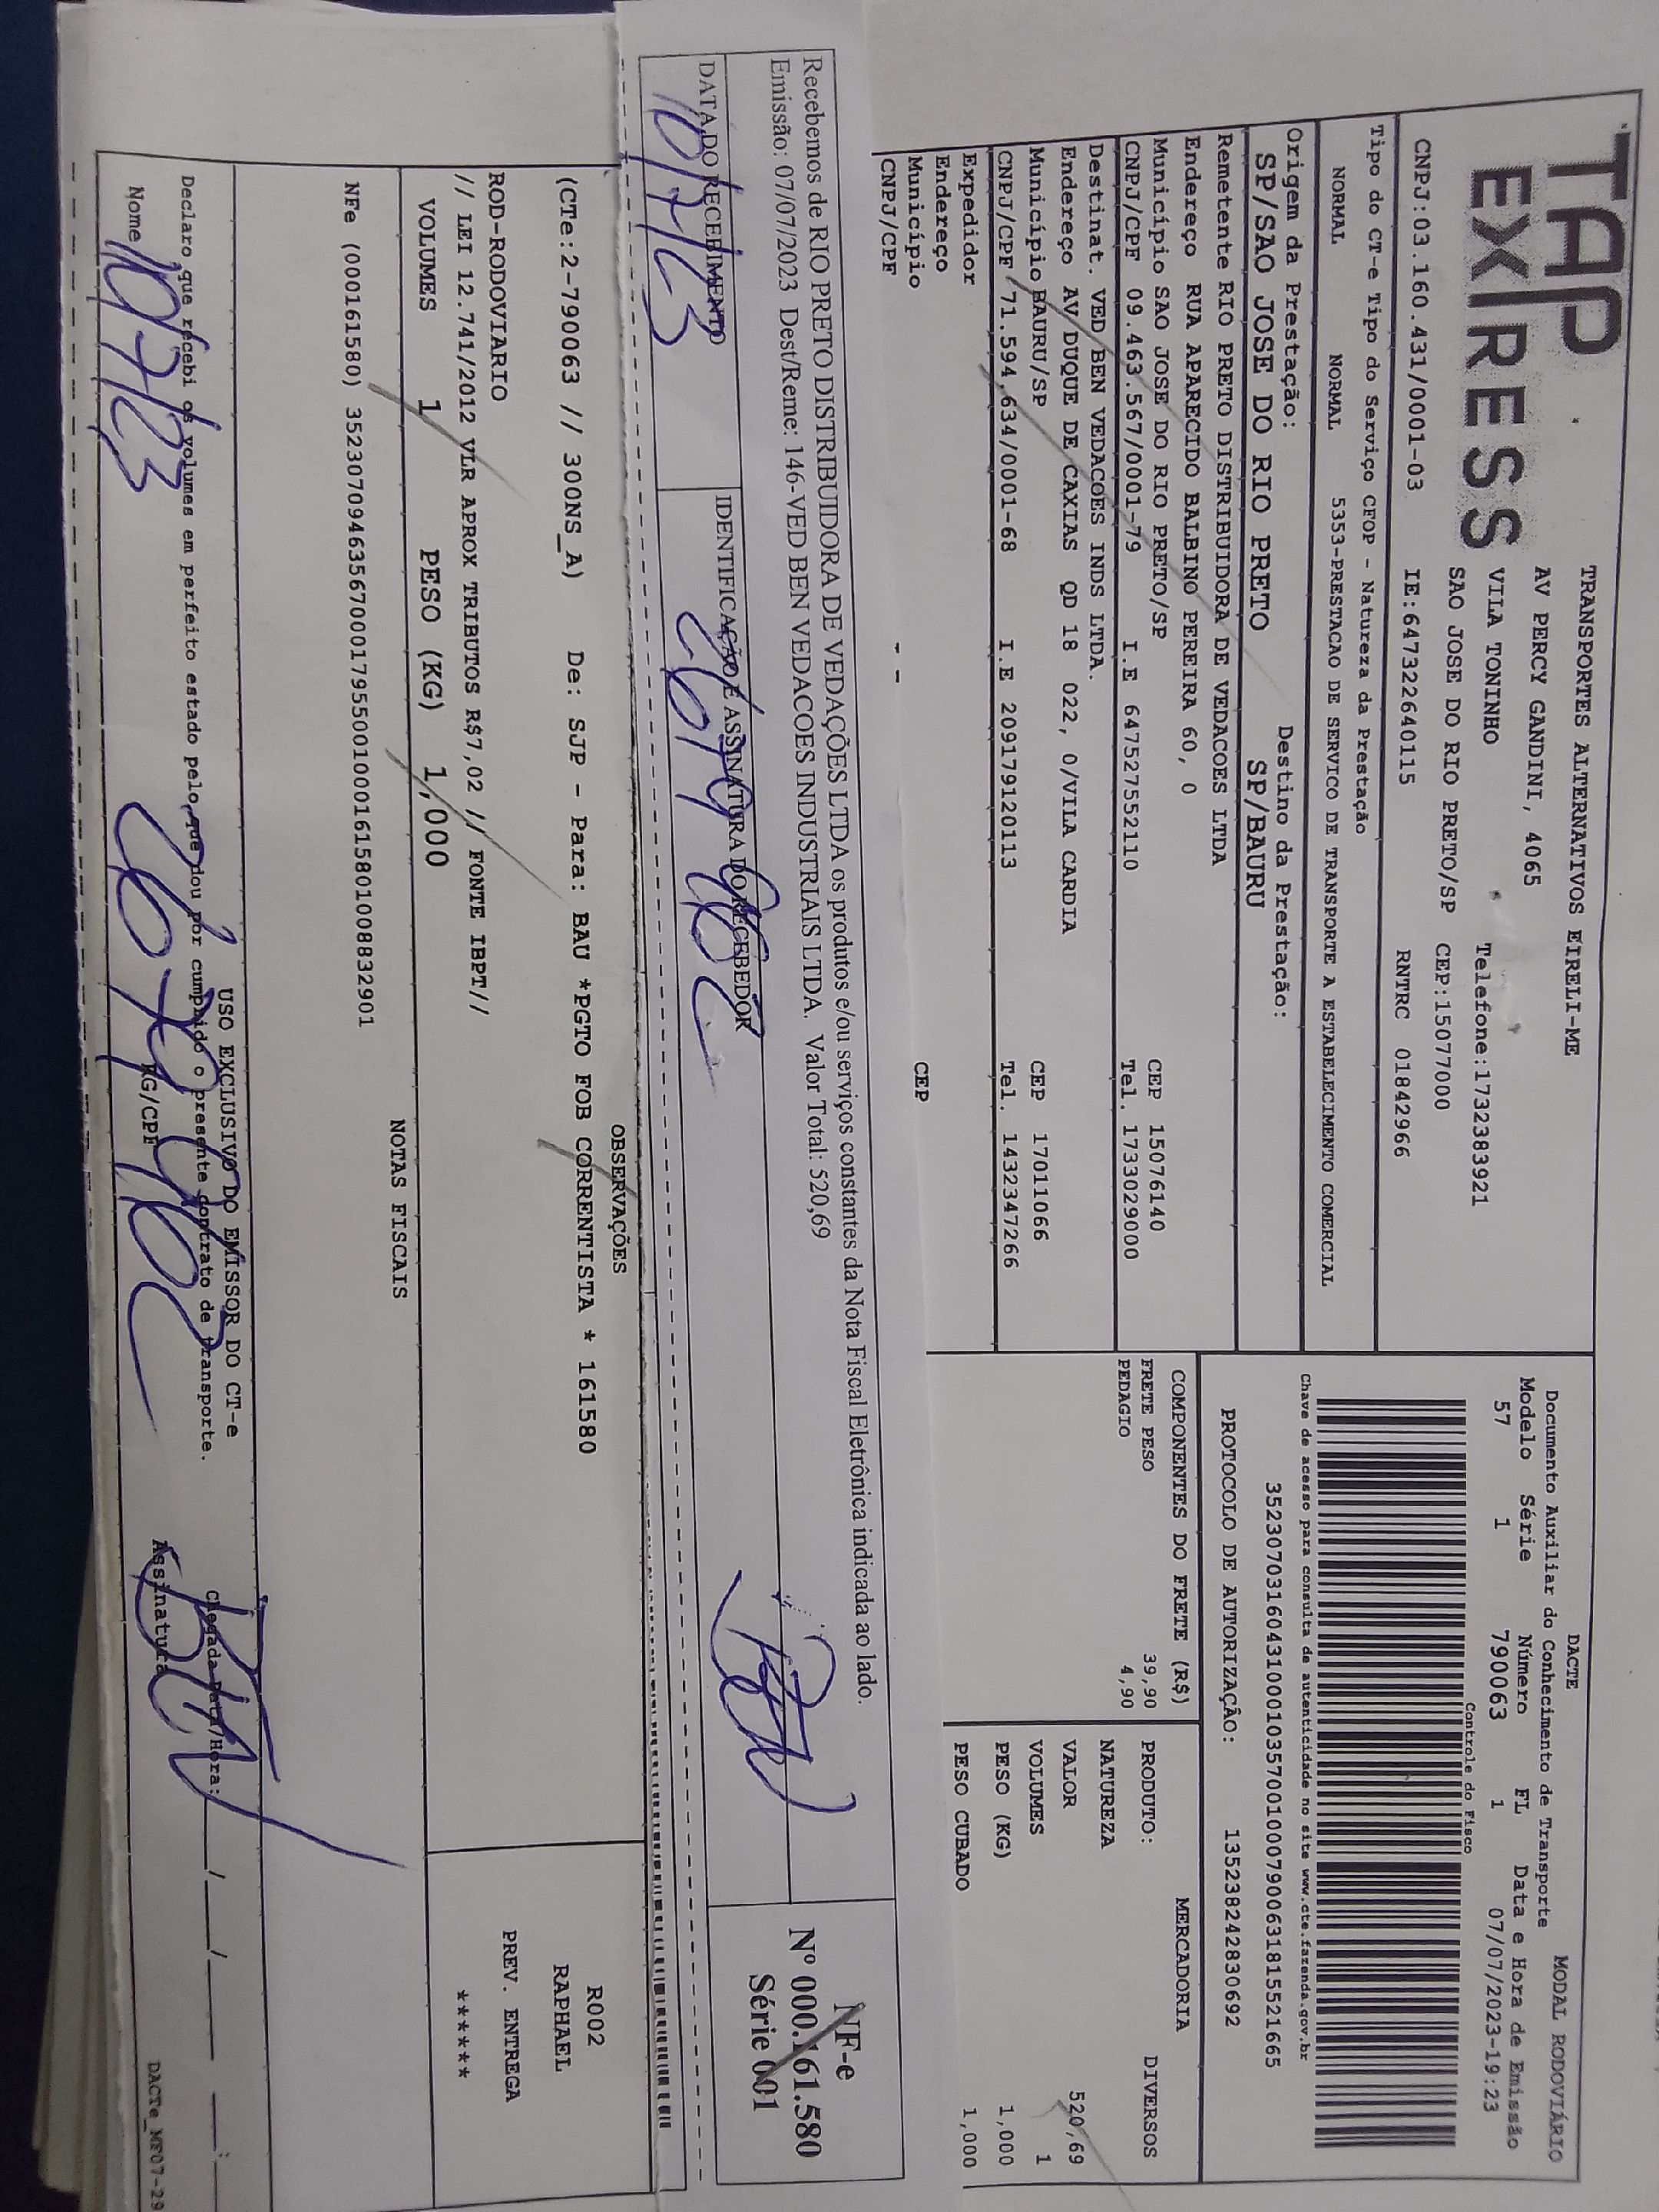 TAP
EXPRESS
TRANSPORTES ALTERNATIVOS EIRELI-ME
AV PERCY GANDINI, 4065
VILA TONINHO Telefone:1732383921
SAO JOSE DO RIO PRETO/SP CEP:15077000
CNPJ:03.160.431/0001-03 IE:647322640115 RNTRC 01842966
Tipo do CT-e Tipo do Serviço CFOP - Natureza da Prestação
NORMAL NORMAL 5353-PRESTACAO DE SERVICO DE TRANSPORTE A ESTABELECIMENTO COMERCIAL
Origem da Prestação: Destino da Prestação:
SP/SAO JOSE DO RIO PRETO SP/BAURU
Remetente RIO PRETO DISTRIBUIDORA DE VEDACOES LTDA
Endereço RUA APARECIDO BALBINO PEREIRA 60, 0
Município SAO JOSE DO RIO PRETO/SP CEP 15076140
CNPJ/CPF 09.463.567/0001-79 I.E 647527552110 Tel. 1733029000
Destinat. VED BEN VEDACOES INDS LTDA.
Endereço AV DUQUE DE CAXIAS QD 18 022, 0/VILA CARDIA
Município BAURU/SP CEP 17011066
CNPJ/CPF 71.594.634/0001-68 I.E 209179120113 Tel. 1432347266
Expedidor
Endereço
Município CEP
CNPJ/CPF - -
DACTE MODAL RODOVIÁRIO
Documento Auxiliar do Conhecimento de Transporte
Modelo Série Número FL Data e Hora de Emissão
57 1 790063 1 07/07/2023-19:23
Controle do Fisco
Chave de acesso para consulta de autenticidade no site www.cte.fazenda.gov.br
35230703160431000103570010007900631815521665
PROTOCOLO DE AUTORIZAÇÃO: 135238242830692
COMPONENTES DO FRETE (R$)
FRETE PESO 39,90
PEDAGIO 4,90
MERCADORIA
PRODUTO: DIVERSOS
NATUREZA
VALOR 520,69
VOLUMES 1
PESO (KG) 1,000
PESO CUBADO 1,000
Recebemos de RIO PRETO DISTRIBUIDORA DE VEDAÇÕES LTDA os produtos e/ou serviços constantes da Nota Fiscal Eletrônica indicada ao lado.
Emissão: 07/07/2023 Dest/Reme: 146-VED BEN VEDACOES INDUSTRIAIS LTDA. Valor Total: 520,69
DATA DO RECEBIMENTO IDENTIFICAÇÃO E ASSINATURA DO RECEBEDOR
NF-e
Nº 000.161.580
Série 001
OBSERVAÇÕES
(CTe:2-790063 // 300NS_A) De: SJP - Para: BAU *PGTO FOB CORRENTISTA * 161580
ROD-RODOVIARIO
// LEI 12.741/2012 VLR APROX TRIBUTOS R$7,02 // FONTE IBPT//
VOLUMES 1 PESO (KG) 1,000
R002
RAPHAEL
PREV. ENTREGA
******
NOTAS FISCAIS
NFe (000161580) 35230709463567000179550010001615801008832901
USO EXCLUSIVO DO EMISSOR DO CT-e
Declaro que recebi os volumes em perfeito estado pelo que dou por cumprido o presente contrato de transporte.
Chegada Data/Hora: ___/___/___ ___:___
Nome 10/7/23 RG/CPF Assinatura
DACTe_MF07-29